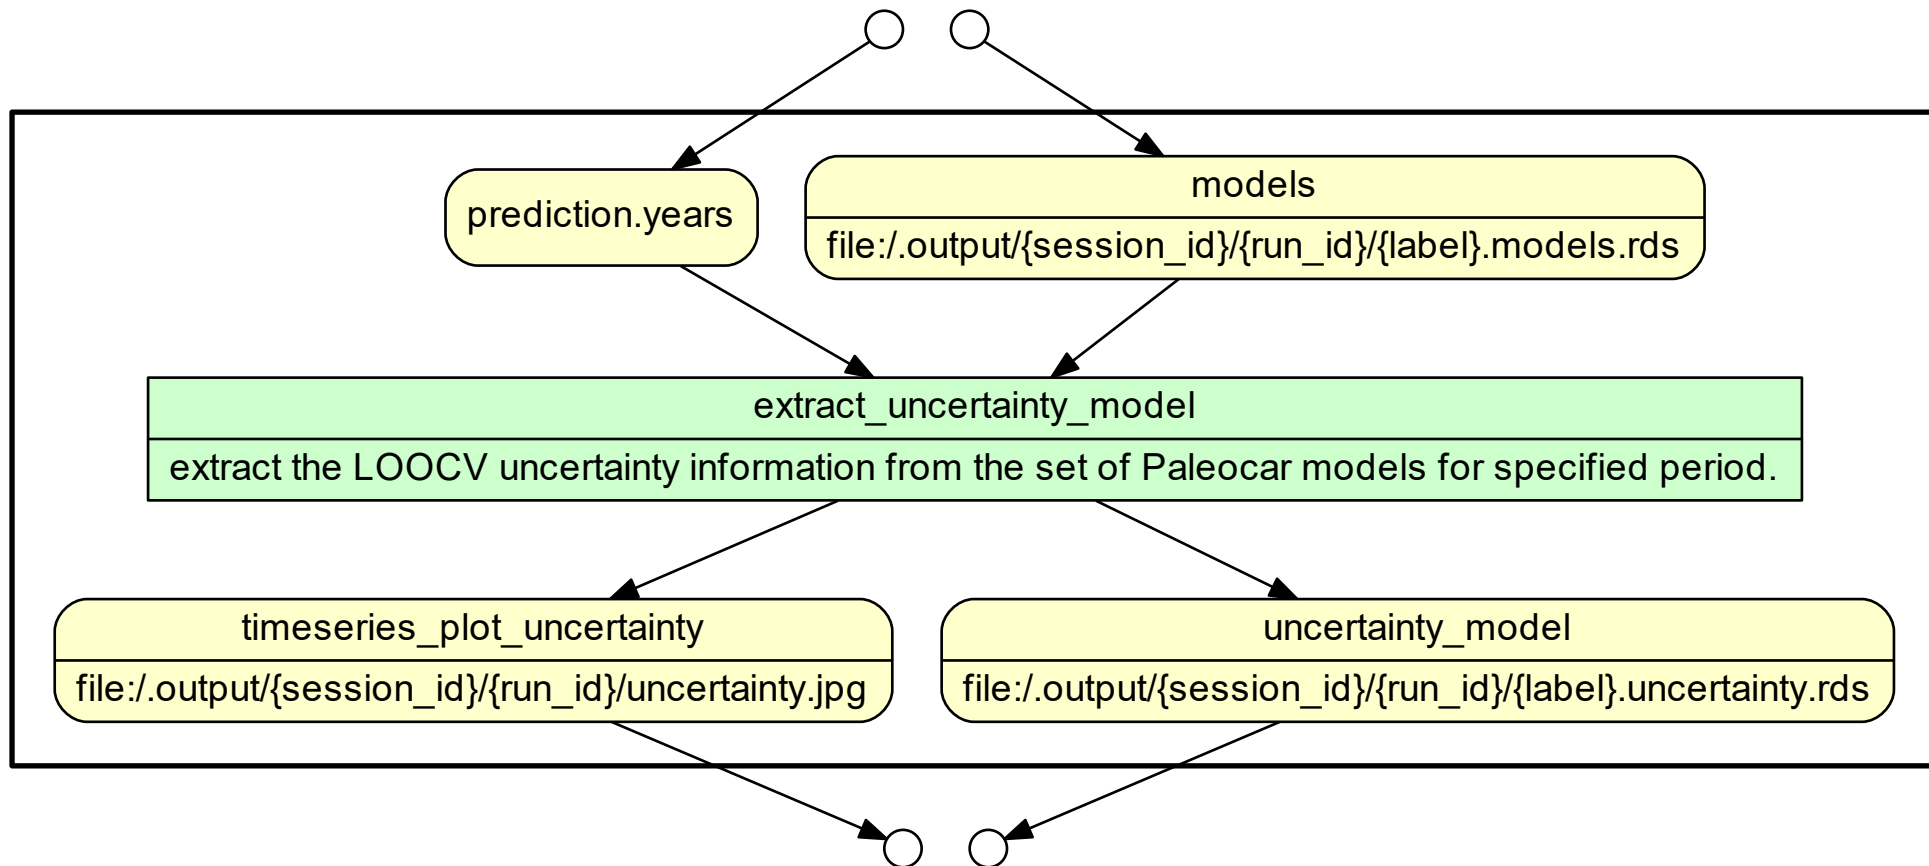 prediction.years
models
file:/.output/{session_id}/{run_id}/{label}.models.rds
extract_uncertainty_model
extract the LOOCV uncertainty information from the set of Paleocar models for specified period.
timeseries_plot_uncertainty
file:/.output/{session_id}/{run_id}/uncertainty.jpg
uncertainty_model
file:/.output/{session_id}/{run_id}/{label}.uncertainty.rds